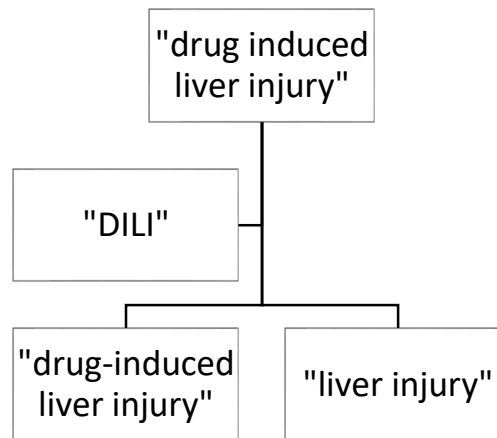 "drug induced
liver injury"
"DILI"
"drug-induced
liver injury"
"liver injury"